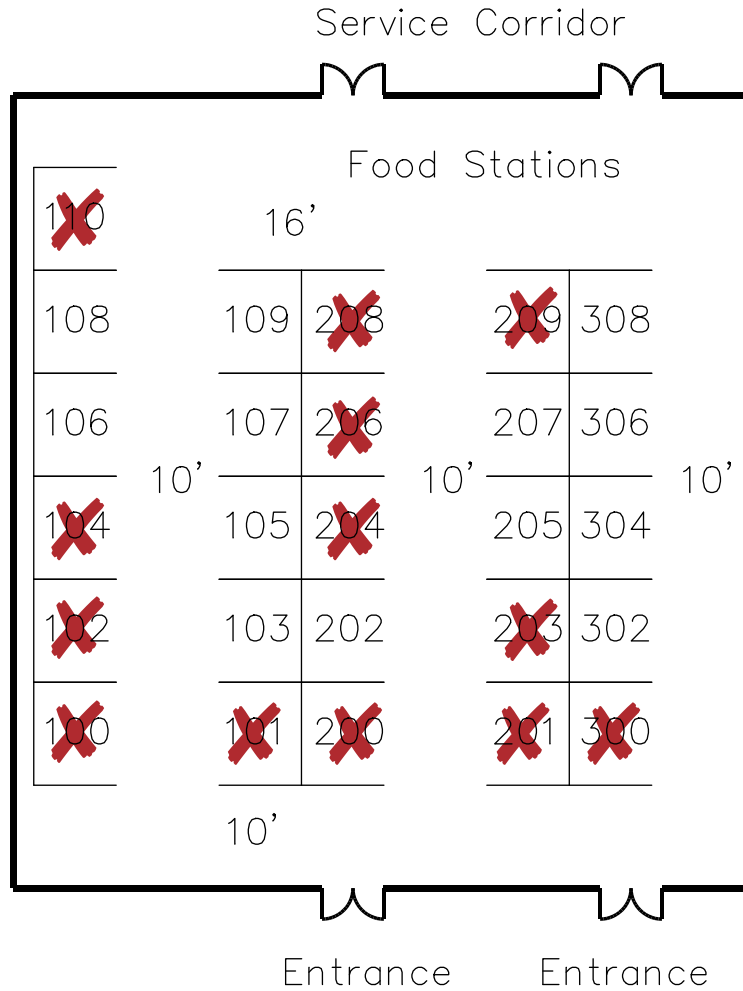 Service Corridor
Food Stations
110
16'
108 109 208 209 308
106 107 206 207 306
10' 10' 10'
104 105 204 205 304
102 103 202 203 302
100 101 200 201 300
10'
Entrance Entrance